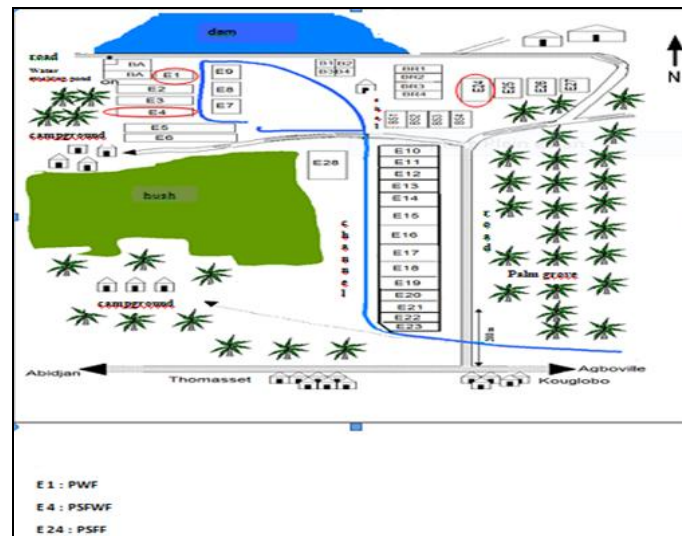 dam
road
Water
on
BA
BA
E1
E2
E3
E4
E5
E6
E9
E8
E7
B1 B2
B3 B4
P
BR1
BR2
BR3
BR4
N
campground
E28
E10
E11
E12
E13
E14
E15
E16
E17
E18
E19
E20
E21
E22
E23
bush
channel
road
Palm grove
campground
200 m
Abidjan
Thomasset
Kouglobo
Agboville
E 1 : PWF
E 4 : PSFWF
E 24 : PSFF